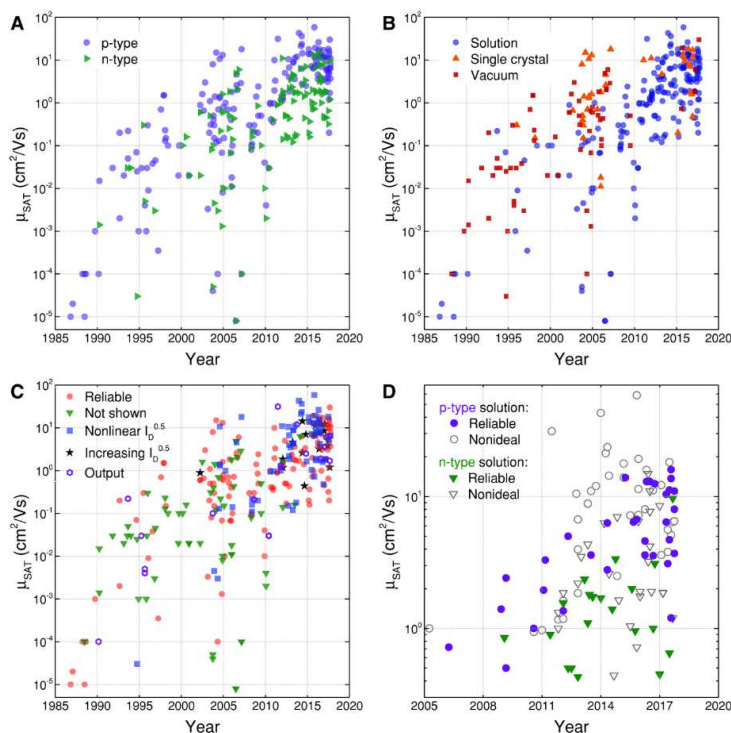 A
p-type
n-type
μSAT (cm²/Vs)
10²
10¹
10⁰
10⁻¹
10⁻²
10⁻³
10⁻⁴
10⁻⁵
1985 1990 1995 2000 2005 2010 2015 2020
Year
B
Solution
Single crystal
Vacuum
μSAT (cm²/Vs)
10²
10¹
10⁰
10⁻¹
10⁻²
10⁻³
10⁻⁴
10⁻⁵
1985 1990 1995 2000 2005 2010 2015 2020
Year
C
Reliable
Not shown
Nonlinear I_D^0.5
Increasing I_D^0.5
Output
μSAT (cm²/Vs)
10²
10¹
10⁰
10⁻¹
10⁻²
10⁻³
10⁻⁴
10⁻⁵
1985 1990 1995 2000 2005 2010 2015 2020
Year
D
p-type solution:
Reliable
Nonideal
n-type solution:
Reliable
Nonideal
μSAT (cm²/Vs)
10¹
10⁰
2005 2008 2011 2014 2017 2020
Year